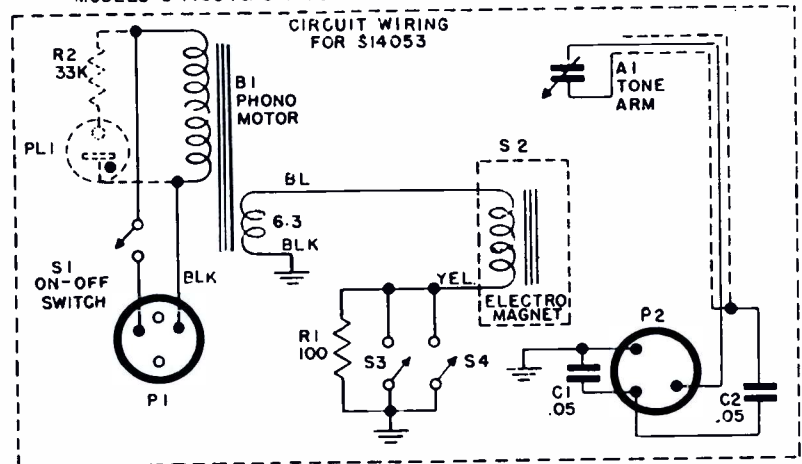 CIRCUIT WIRING
FOR S14053
R2
33K
B1
PHONO
MOTOR
A1
TONE
ARM
PL1
S2
BL
6.3
BLK
S1
ON-OFF
SWITCH
BLK
YEL.
ELECTRO
MAGNET
P2
R1
100
S3
S4
C1
.05
C2
.05
P1